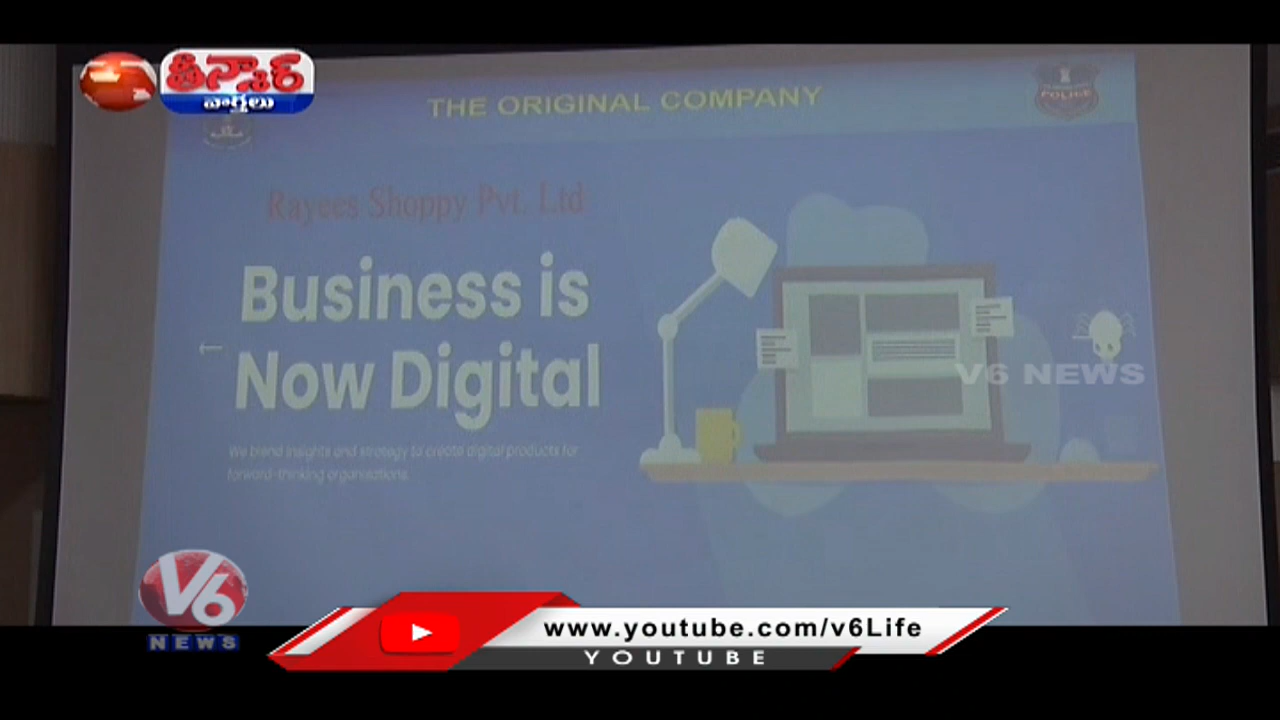 తీన్మార్
వార్తలు
THE ORIGINAL COMPANY
POLICE
Rayees Shoppy Pvt. Ltd
Business is
Now Digital
We blend insights and strategy to create digital products for
forward-thinking organisations.
V6 NEWS
V6
NEWS
www.youtube.com/v6Life
YOUTUBE